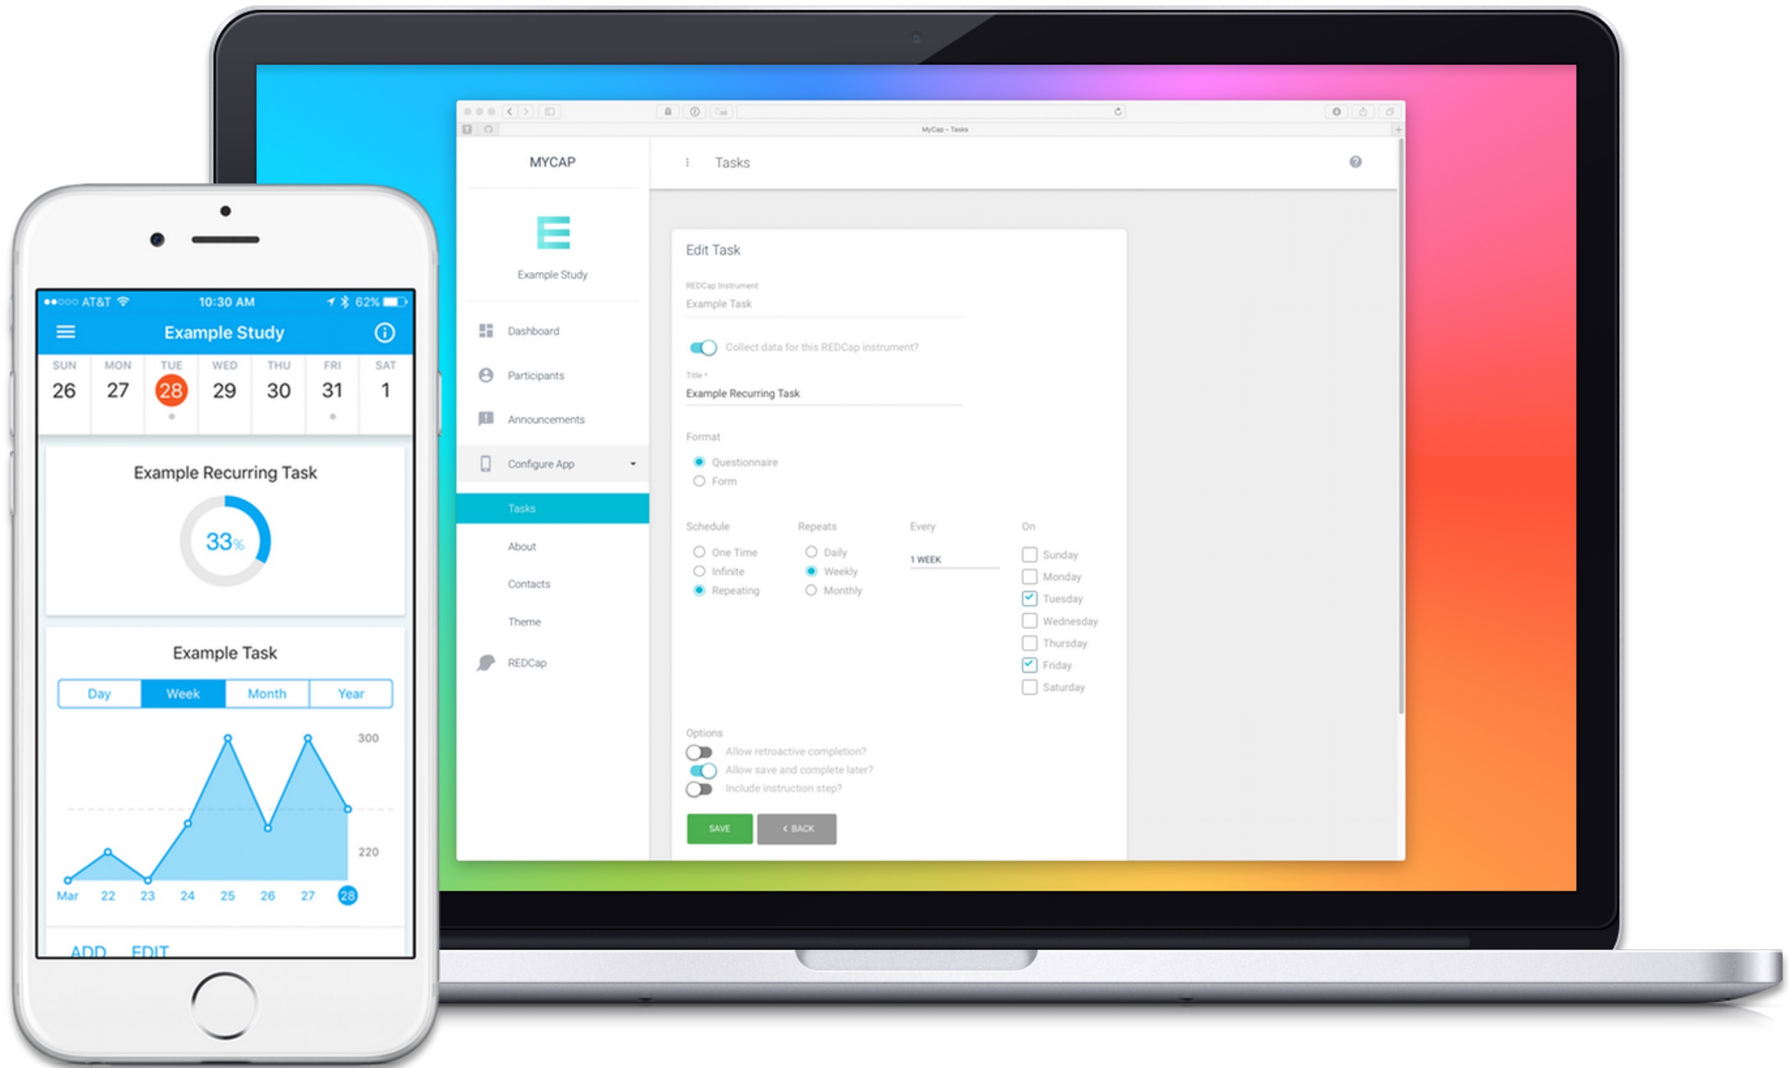 AT&T 10:30 AM 62%
Example Study
SUN MON TUE WED THU FRI SAT
26 27 28 29 30 31 1
Example Recurring Task
33%
Example Task
Day Week Month Year
300
220
Mar 22 23 24 25 26 27 28
ADD EDIT
MyCap - Tasks
MYCAP
Example Study
Dashboard
Participants
Announcements
Configure App
Tasks
About
Contacts
Theme
REDCap
Tasks
Edit Task
REDCap Instrument
Example Task
Collect data for this REDCap instrument?
Title *
Example Recurring Task
Format
Questionnaire
Form
Schedule Repeats Every On
One Time Daily 1 WEEK Sunday
Infinite Weekly Monday
Repeating Monthly Tuesday
Wednesday
Thursday
Friday
Saturday
Options
Allow retroactive completion?
Allow save and complete later?
Include instruction step?
SAVE < BACK